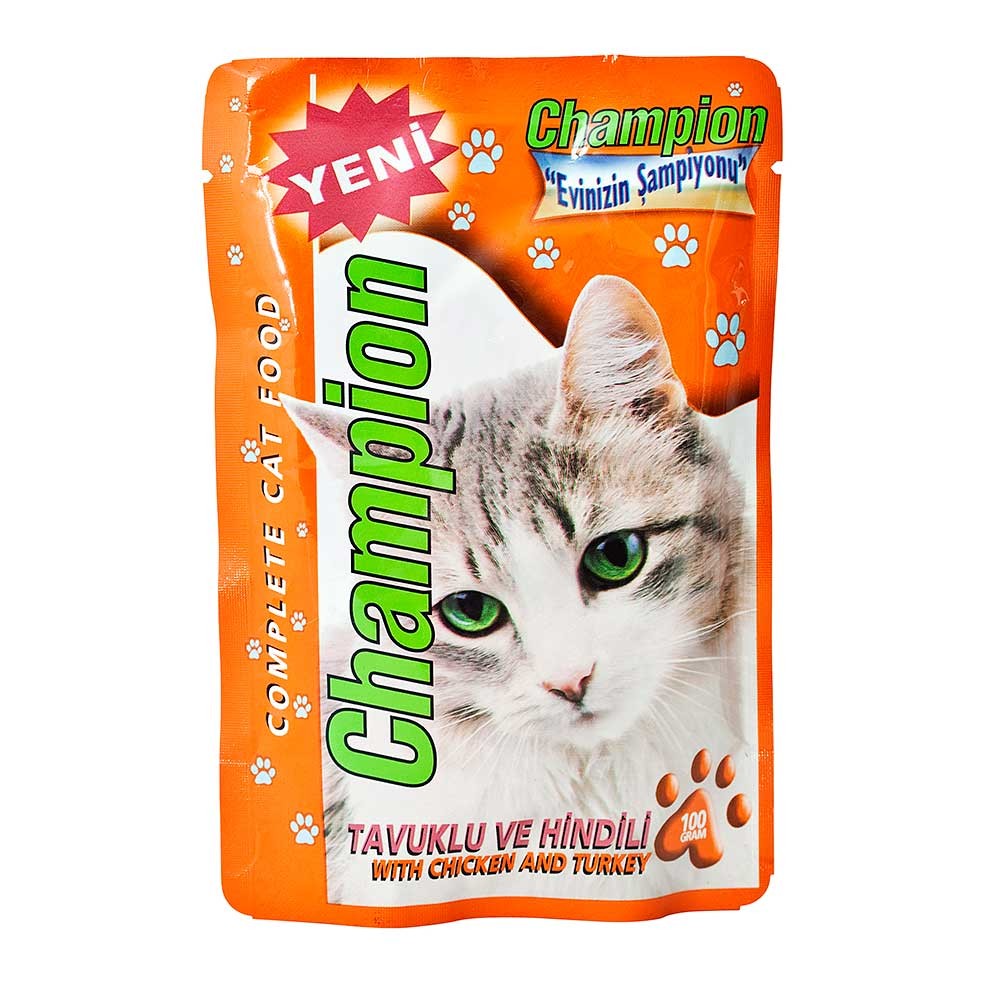 YENİ
Champion
“Evinizin Şampiyonu”
COMPLETE CAT FOOD
Champion
TAVUKLU VE HİNDİLİ
WITH CHICKEN AND TURKEY
100
GRAM